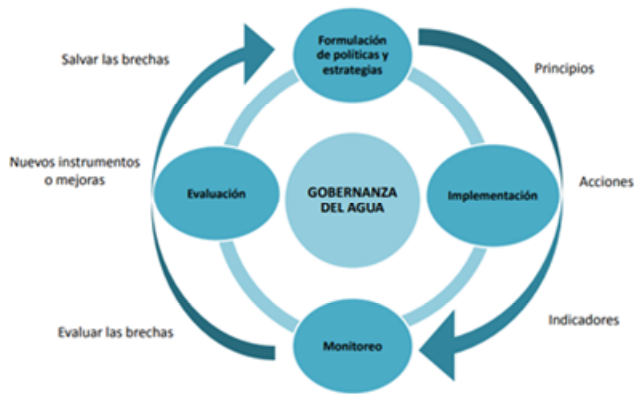 Formulación
de políticas y
estrategias
Salvar las brechas
Principios
Nuevos instrumentos
o mejoras
Evaluación
GOBERNANZA
DEL AGUA
Implementación
Acciones
Evaluar las brechas
Indicadores
Monitoreo